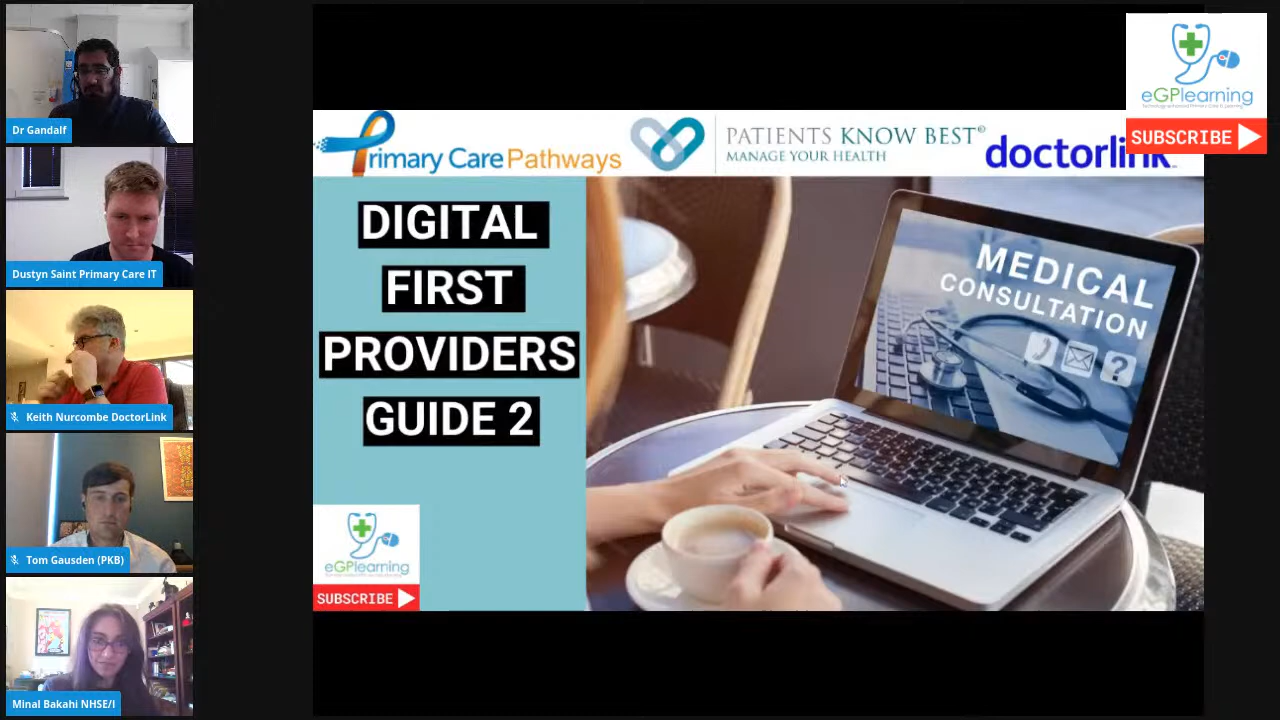 Dr Gandalf
Dustyn Saint Primary Care IT
Keith Nurcombe DoctorLink
Tom Gausden (PKB)
Minal Bakahi NHSE/I
Primary Care Pathways
PATIENTS KNOW BEST®
MANAGE YOUR HEALTH
doctorlink
DIGITAL
FIRST
PROVIDERS
GUIDE 2
MEDICAL
CONSULTATION
?
eGPlearning
SUBSCRIBE
eGPlearning
SUBSCRIBE